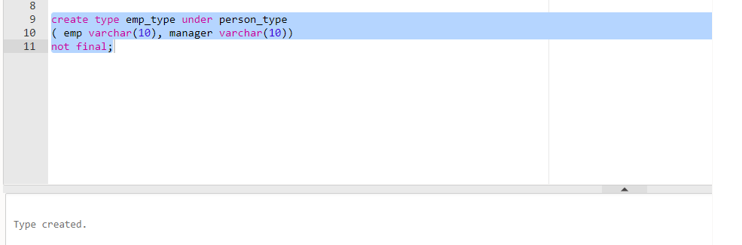 8
9 create type emp_type under person_type
10 ( emp varchar(10), manager varchar(10))
11 not final;
Type created.